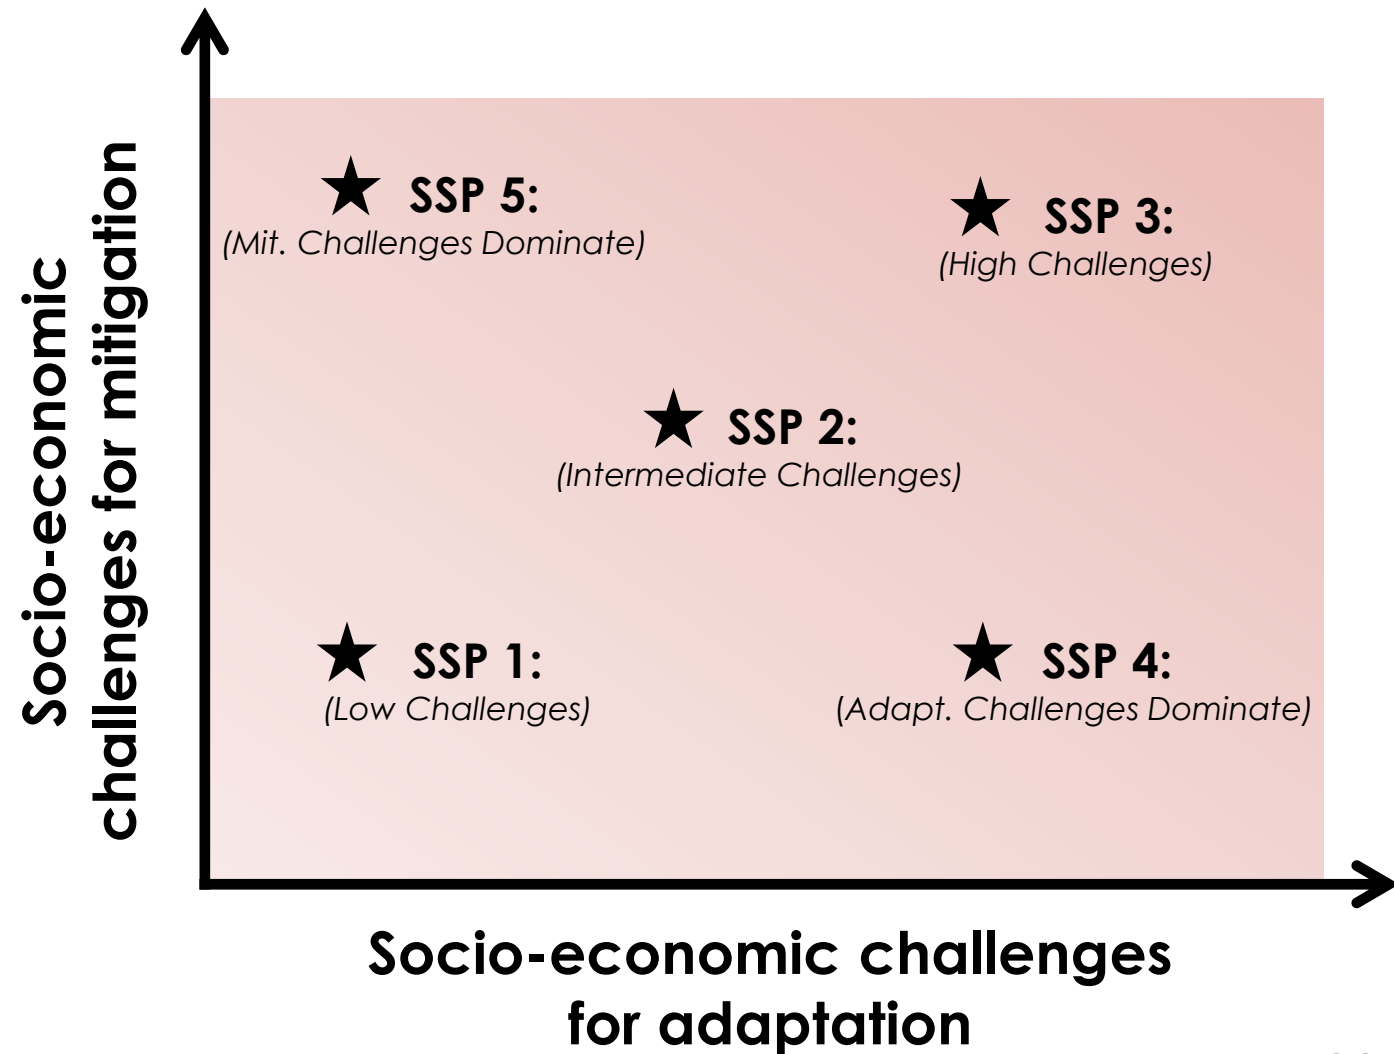 Socio-economic
challenges for mitigation
SSP 5:
(Mit. Challenges Dominate)
SSP 3:
(High Challenges)
SSP 2:
(Intermediate Challenges)
SSP 1:
(Low Challenges)
SSP 4:
(Adapt. Challenges Dominate)
Socio-economic challenges
for adaptation